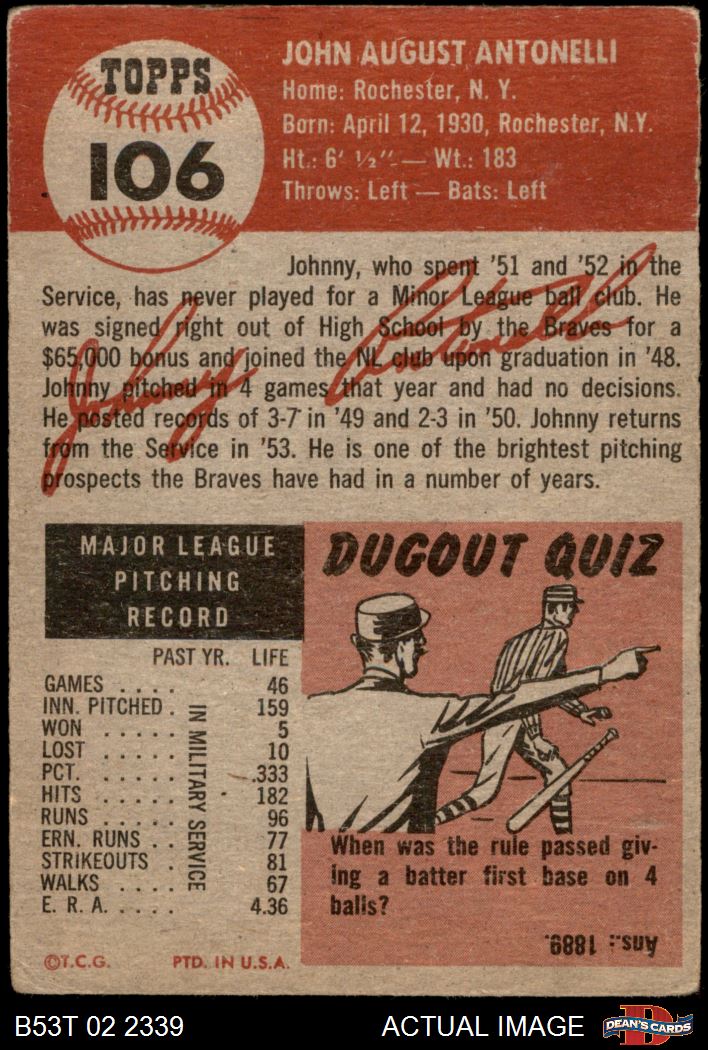 TOPPS
106
JOHN AUGUST ANTONELLI
Home: Rochester, N. Y.
Born: April 12, 1930, Rochester, N.Y.
Ht.: 6' ½" — Wt.: 183
Throws: Left — Bats: Left
Johnny, who spent '51 and '52 in the
Service, has never played for a Minor League ball club. He
was signed right out of High School by the Braves for a
$65,000 bonus and joined the NL club upon graduation in '48.
Johnny pitched in 4 games that year and had no decisions.
He posted records of 3-7 in '49 and 2-3 in '50. Johnny returns
from the Service in '53. He is one of the brightest pitching
prospects the Braves have had in a number of years.
Johnny Antonelli
MAJOR LEAGUE
PITCHING
RECORD
PAST YR. LIFE
GAMES . . . . 46
INN. PITCHED . 159
WON . . . . . 5
LOST . . . . . 10
PCT. . . . . . .333
HITS . . . . . 182
RUNS . . . . . 96
ERN. RUNS . . 77
STRIKEOUTS . 81
WALKS . . . . 67
E. R. A. . . . . 4.36
IN MILITARY SERVICE
©T.C.G. PTD. IN U.S.A.
DUGOUT QUIZ
When was the rule passed giv-
ing a batter first base on 4
balls?
Ans.: 1889.
B53T 02 2339 ACTUAL IMAGE
D
DEAN'S CARDS